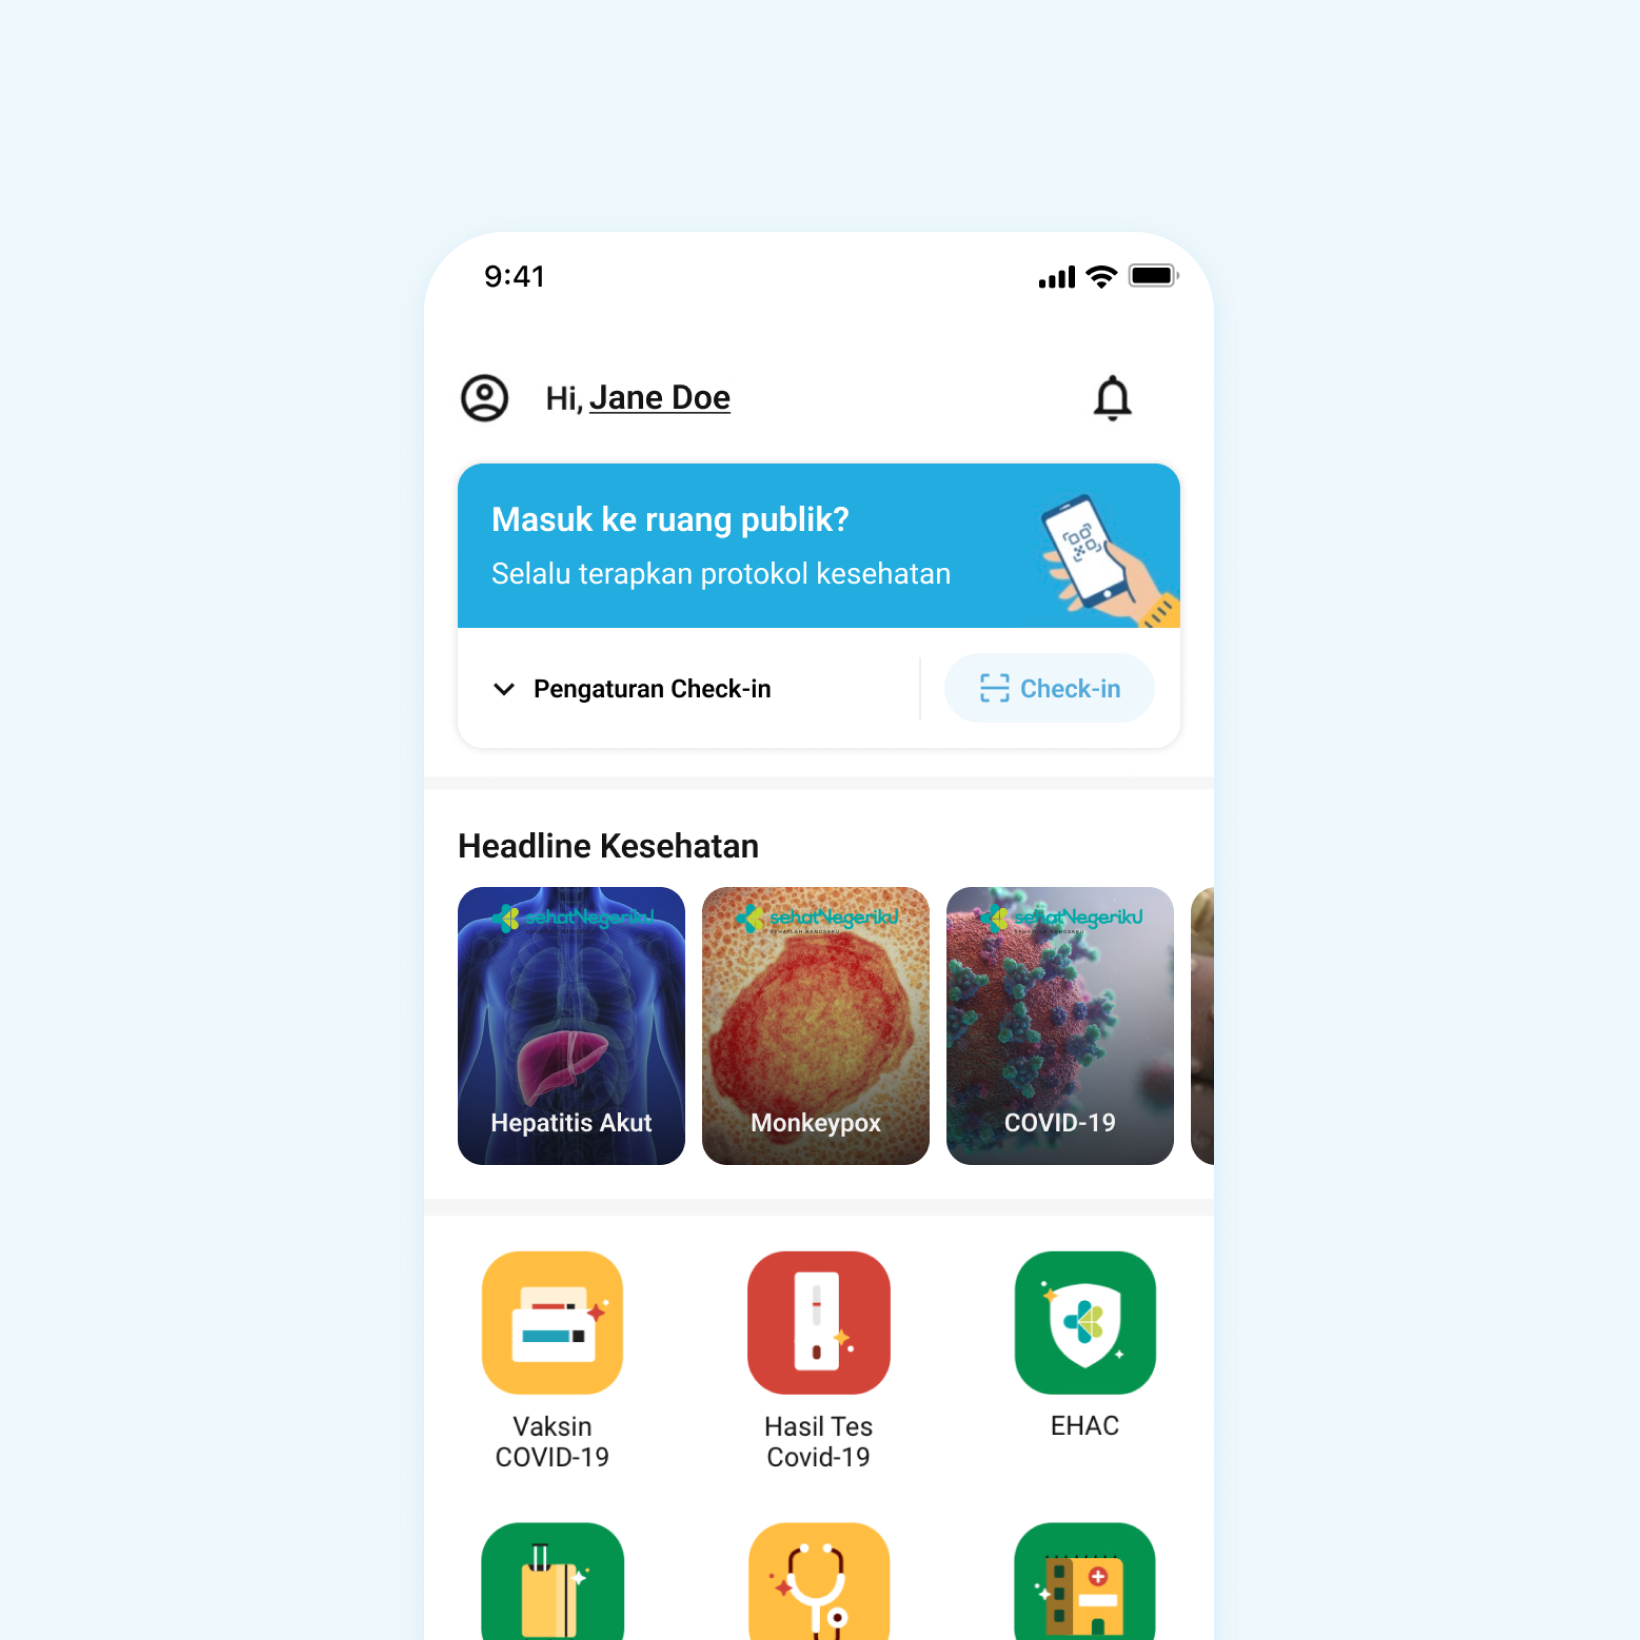 9:41
Hi, Jane Doe
Masuk ke ruang publik?
Selalu terapkan protokol kesehatan
Pengaturan Check-in
Check-in
Headline Kesehatan
sehatNegeriku
sehatNegeriku
sehatNegeriku
Hepatitis Akut
Monkeypox
COVID-19
Vaksin
COVID-19
Hasil Tes
Covid-19
EHAC